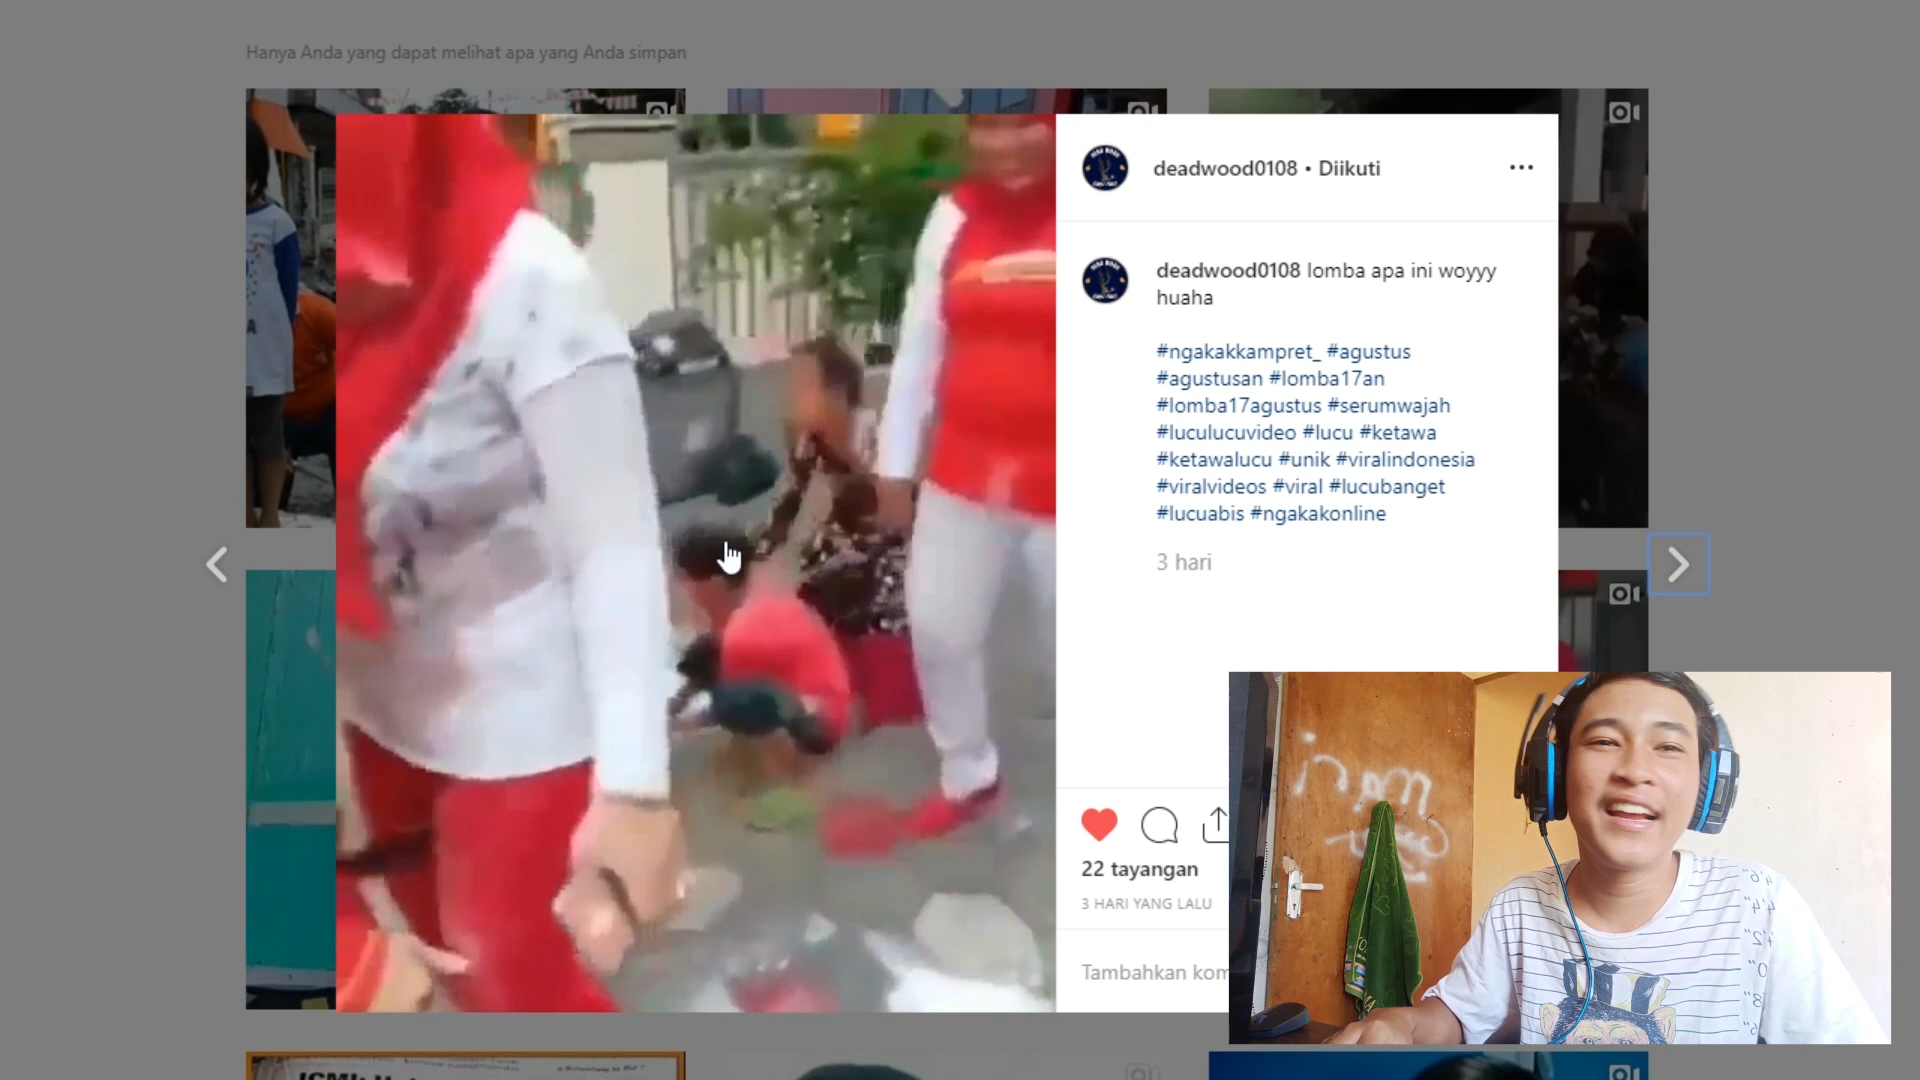 Hanya Anda yang dapat melihat apa yang Anda simpan
deadwood0108 • Diikuti
deadwood0108 lomba apa ini woyyy
huaha
#ngakakkampret_ #agustus
#agustusan #lomba17an
#lomba17agustus #serumwajah
#luculucuvideo #lucu #ketawa
#ketawalucu #unik #viralindonesia
#viralvideos #viral #lucubanget
#lucuabis #ngakakonline
3 hari
22 tayangan
3 HARI YANG LALU
Tambahkan kom